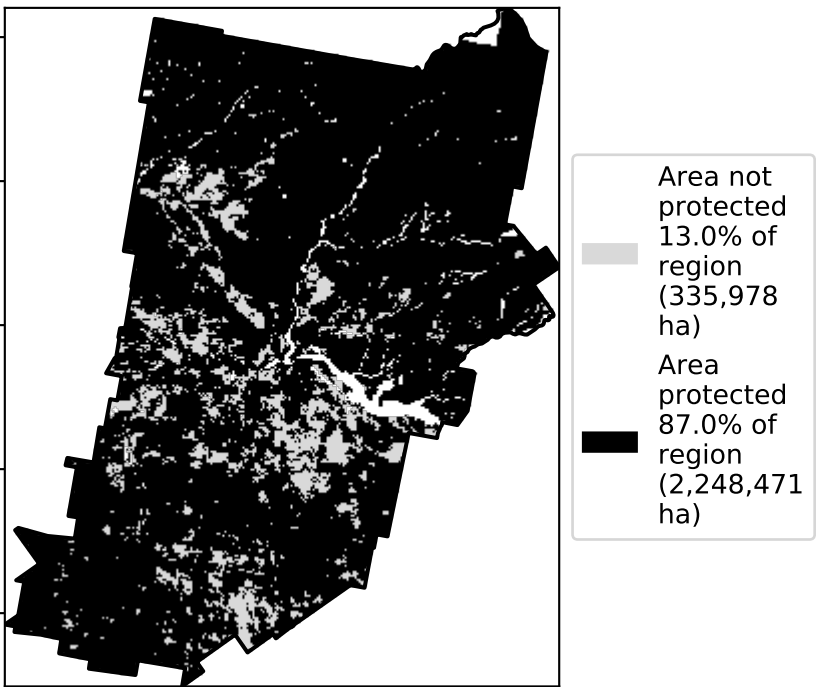 Area not
protected
13.0% of
region
(335,978
ha)
Area
protected
87.0% of
region
(2,248,471
ha)